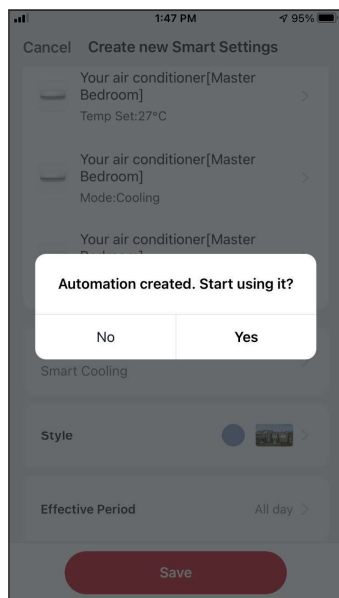 1:47 PM
95%
Cancel
Create new Smart Settings
Your air conditioner[Master
Bedroom]
Temp Set:27°C
Your air conditioner[Master
Bedroom]
Mode:Cooling
Your air conditioner[Master
Automation created. Start using it?
No
Yes
Smart Cooling
Style
Effective Period
All day
Save